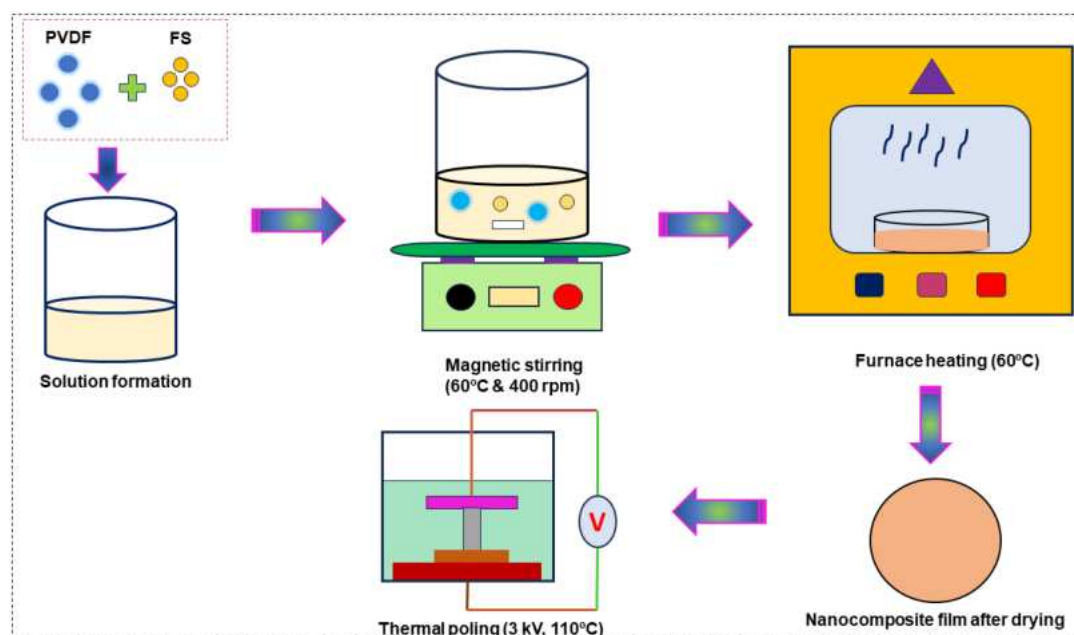 PVDF
FS
Solution formation
Magnetic stirring
(60°C & 400 rpm)
Furnace heating (60°C)
Nanocomposite film after drying
V
Thermal poling (3 kV, 110°C)